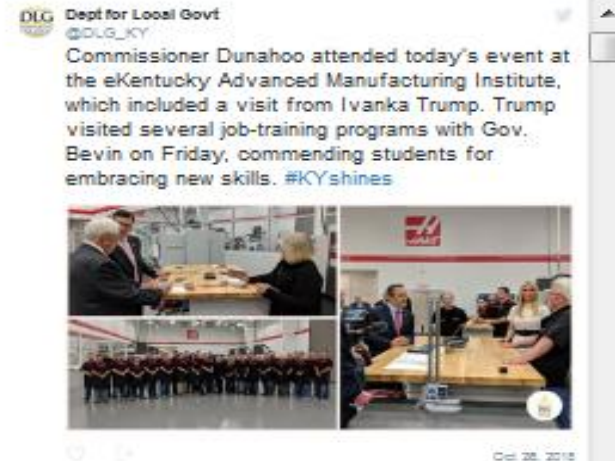 DLG Dept for Local Govt
@DLG_KY
Commissioner Dunahoo attended today's event at
the eKentucky Advanced Manufacturing Institute,
which included a visit from Ivanka Trump. Trump
visited several job-training programs with Gov.
Bevin on Friday, commending students for
embracing new skills. #KYshines
HAAS
Oct 26, 2018